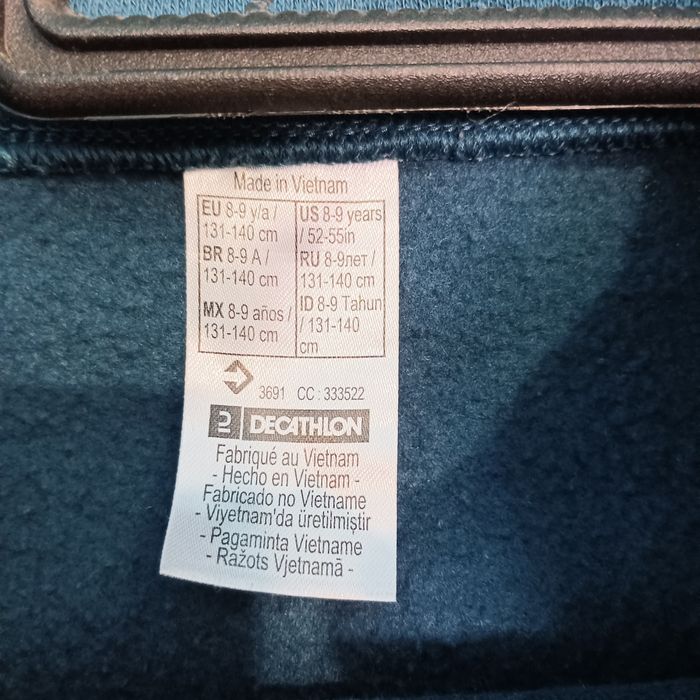 Made in Vietnam
EU 8-9 y/a /
131-140 cm
BR 8-9 A /
131-140 cm
MX 8-9 años /
131-140 cm
US 8-9 years
/ 52-55in
RU 8-9лет /
131-140 cm
ID 8-9 Tahun
/ 131-140
cm
3691 CC : 333522
DECATHLON
Fabriqué au Vietnam
- Hecho en Vietnam -
Fabricado no Vietname
- Viyetnam'da üretilmiştir
- Pagaminta Vietname
- Ražots Vjetnamā -